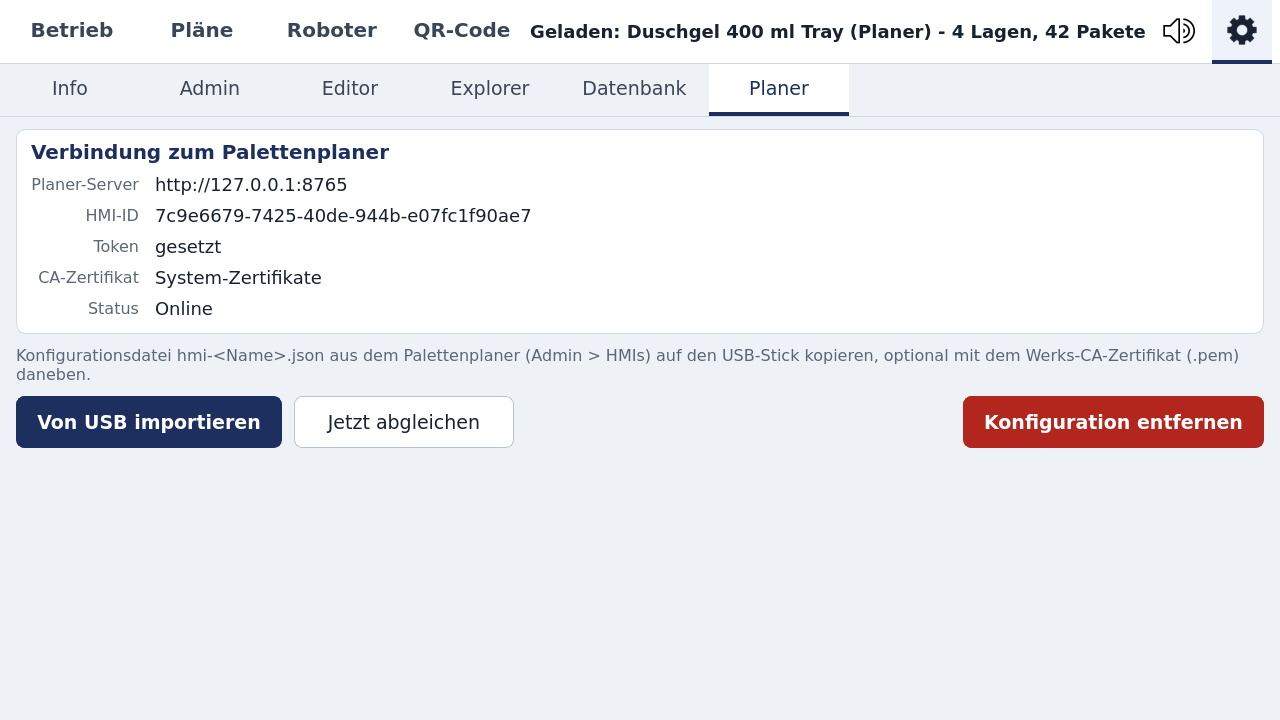 Betrieb Pläne Roboter QR-Code Geladen: Duschgel 400 ml Tray (Planer) - 4 Lagen, 42 Pakete
Info Admin Editor Explorer Datenbank Planer
Verbindung zum Palettenplaner
Planer-Server http://127.0.0.1:8765
HMI-ID 7c9e6679-7425-40de-944b-e07fc1f90ae7
Token gesetzt
CA-Zertifikat System-Zertifikate
Status Online
Konfigurationsdatei hmi-<Name>.json aus dem Palettenplaner (Admin > HMIs) auf den USB-Stick kopieren, optional mit dem Werks-CA-Zertifikat (.pem)
daneben.
Von USB importieren Jetzt abgleichen Konfiguration entfernen